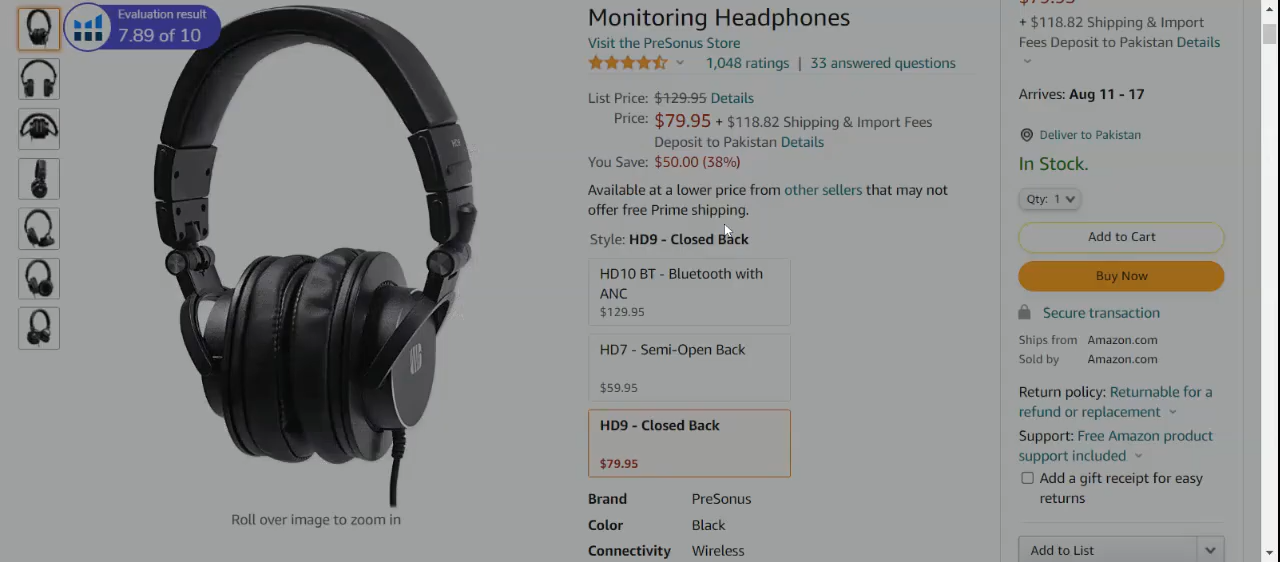 Evaluation result
7.89 of 10
Roll over image to zoom in
Monitoring Headphones
Visit the PreSonus Store
1,048 ratings | 33 answered questions
List Price: $129.95 Details
Price: $79.95 + $118.82 Shipping & Import Fees
Deposit to Pakistan Details
You Save: $50.00 (38%)
Available at a lower price from other sellers that may not
offer free Prime shipping.
Style: HD9 - Closed Back
HD10 BT - Bluetooth with
ANC
$129.95
HD7 - Semi-Open Back
$59.95
HD9 - Closed Back
$79.95
Brand PreSonus
Color Black
Connectivity Wireless
$79.95
+ $118.82 Shipping & Import
Fees Deposit to Pakistan Details
Arrives: Aug 11 - 17
Deliver to Pakistan
In Stock.
Qty: 1
Add to Cart
Buy Now
Secure transaction
Ships from Amazon.com
Sold by Amazon.com
Return policy: Returnable for a
refund or replacement
Support: Free Amazon product
support included
Add a gift receipt for easy
returns
Add to List